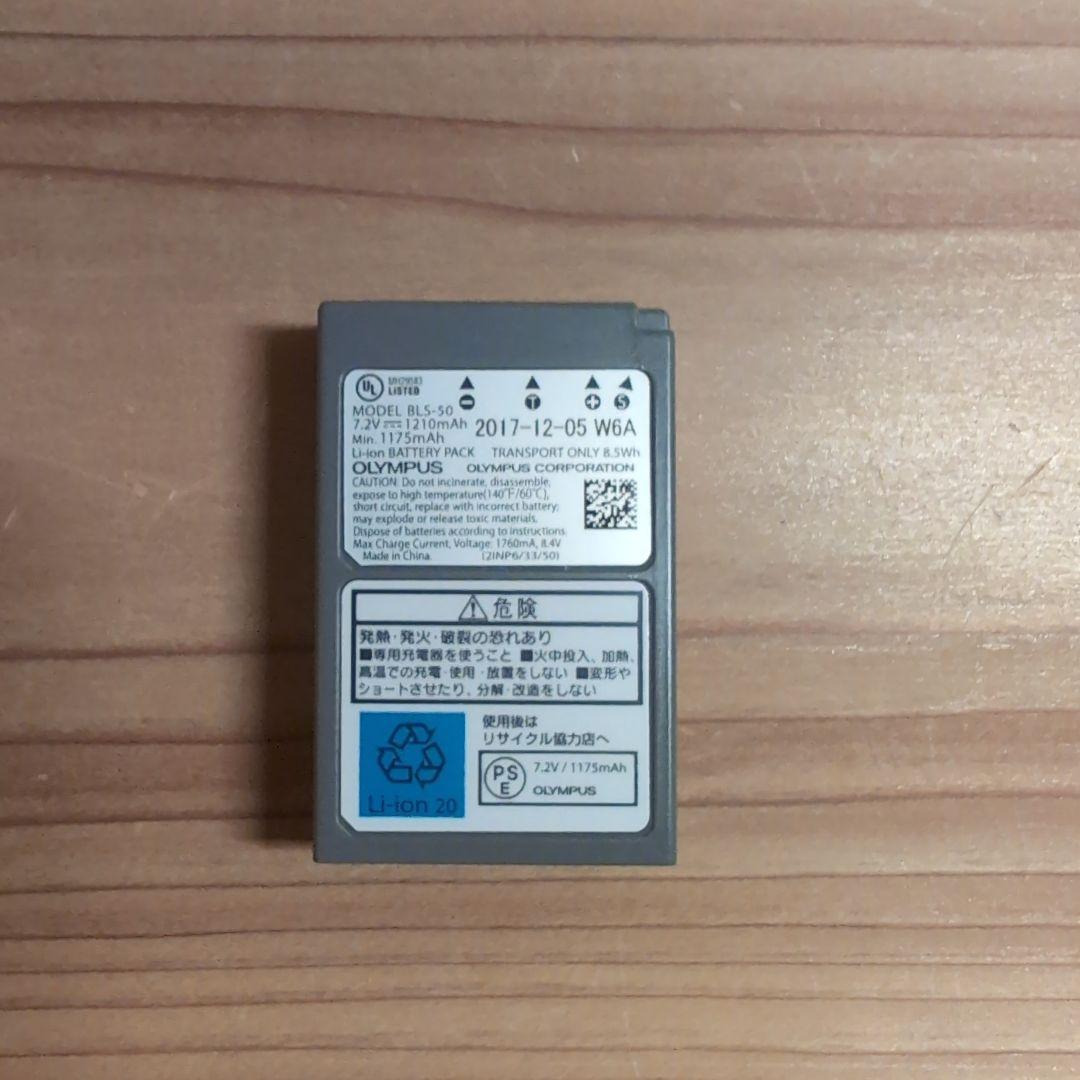 UL MH29583
LISTED
MODEL BLS-50
7.2V 1210mAh
Min. 1175mAh
2017-12-05 W6A
− T + S
Li-ion BATTERY PACK TRANSPORT ONLY 8.5Wh
OLYMPUS OLYMPUS CORPORATION
CAUTION: Do not incinerate, disassemble,
expose to high temperature(140°F/60°C),
short circuit, replace with incorrect battery;
may explode or release toxic materials.
Dispose of batteries according to instructions.
Max Charge Current, Voltage: 1760mA, 8.4V
Made in China. (2INP6/33/50)
危険
発熱・発火・破裂の恐れあり
■専用充電器を使うこと ■火中投入、加熱、
高温での充電・使用・放置をしない ■変形や
ショートさせたり、分解・改造をしない
Li-ion 20
使用後は
リサイクル協力店へ
PS
E
7.2V / 1175mAh
OLYMPUS